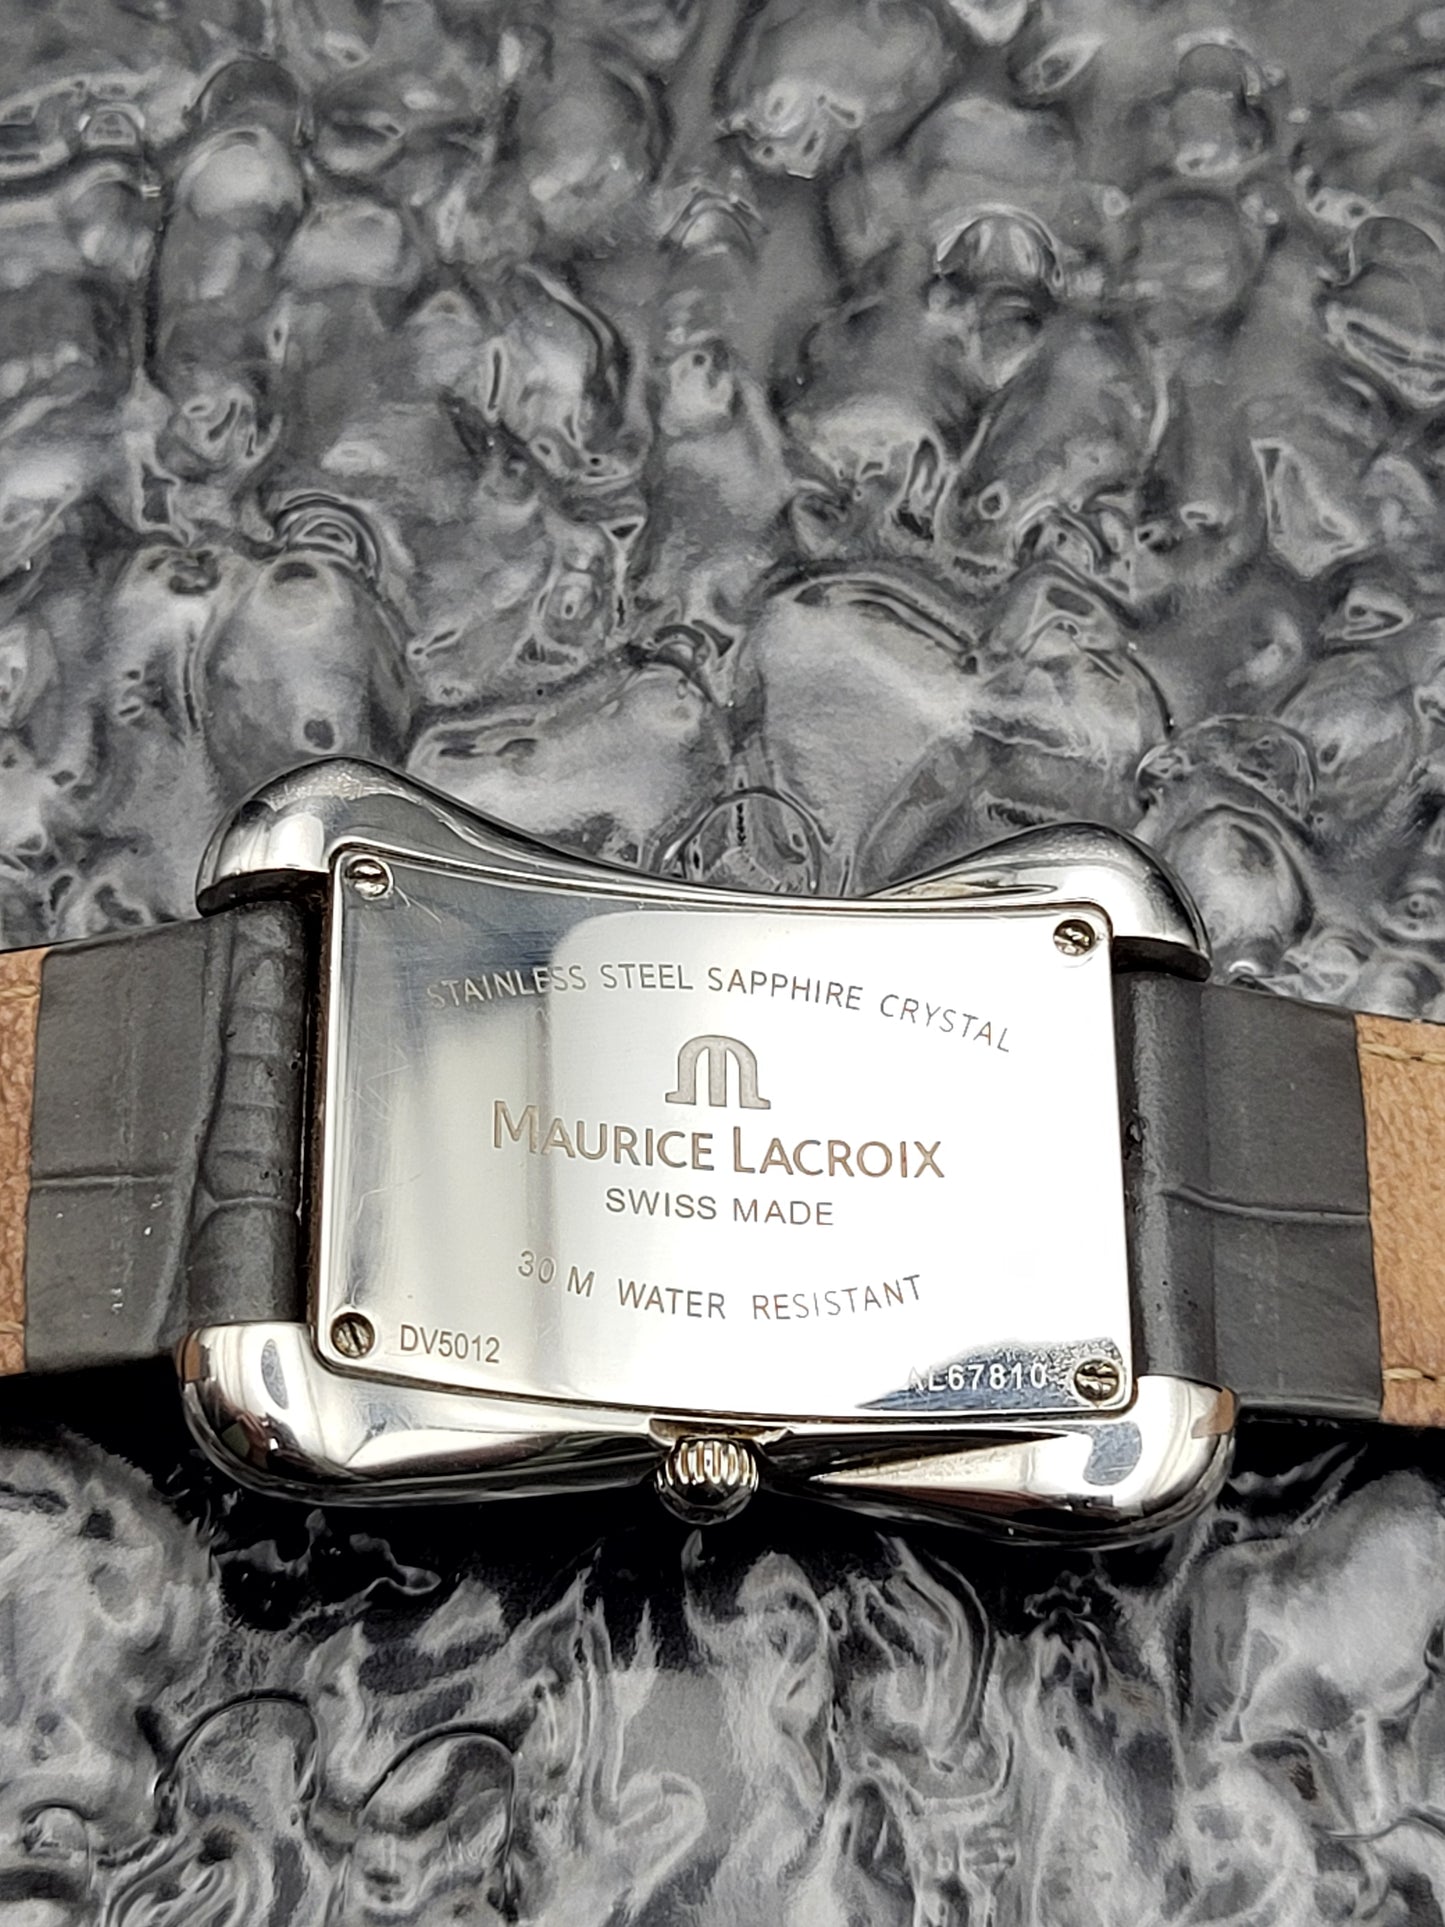 STAINLESS STEEL SAPPHIRE CRYSTAL
MAURICE LACROIX
SWISS MADE
30 M WATER RESISTANT
DV5012
AL67810